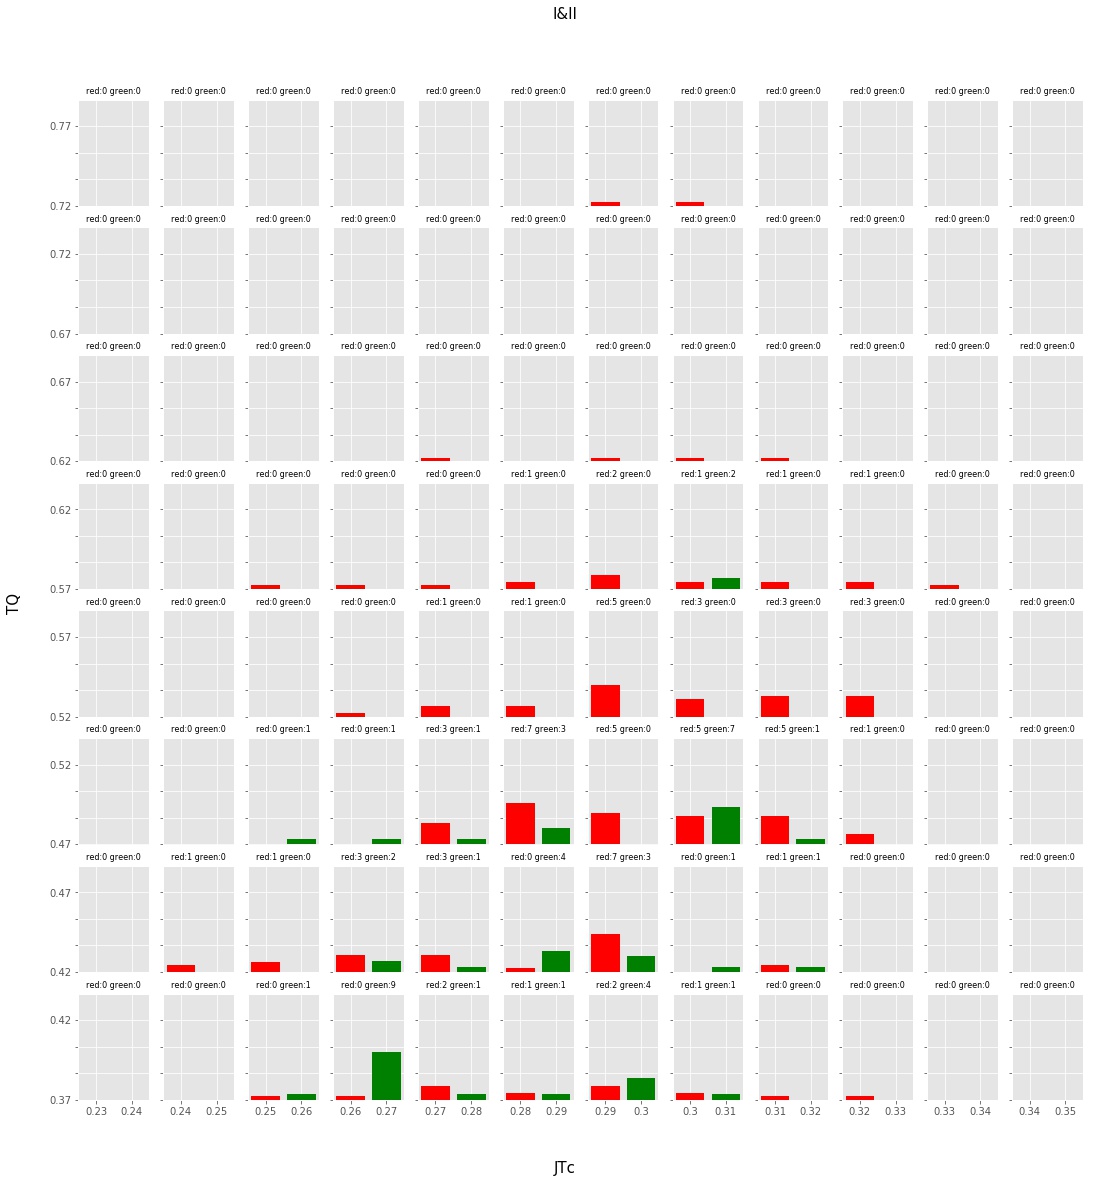 I&II
red:0 green:0 red:0 green:0 red:0 green:0 red:0 green:0 red:0 green:0 red:0 green:0 red:0 green:0 red:0 green:0 red:0 green:0 red:0 green:0 red:0 green:0 red:0 green:0
0.77
0.72
red:0 green:0 red:0 green:0 red:0 green:0 red:0 green:0 red:0 green:0 red:0 green:0 red:0 green:0 red:0 green:0 red:0 green:0 red:0 green:0 red:0 green:0 red:0 green:0
0.72
0.67
red:0 green:0 red:0 green:0 red:0 green:0 red:0 green:0 red:0 green:0 red:0 green:0 red:0 green:0 red:0 green:0 red:0 green:0 red:0 green:0 red:0 green:0 red:0 green:0
0.67
0.62
red:0 green:0 red:0 green:0 red:0 green:0 red:0 green:0 red:0 green:0 red:1 green:0 red:2 green:0 red:1 green:2 red:1 green:0 red:1 green:0 red:0 green:0 red:0 green:0
0.62
0.57
TQ
red:0 green:0 red:0 green:0 red:0 green:0 red:0 green:0 red:1 green:0 red:1 green:0 red:5 green:0 red:3 green:0 red:3 green:0 red:3 green:0 red:0 green:0 red:0 green:0
0.57
0.52
red:0 green:0 red:0 green:0 red:0 green:1 red:0 green:1 red:3 green:1 red:7 green:3 red:5 green:0 red:5 green:7 red:5 green:1 red:1 green:0 red:0 green:0 red:0 green:0
0.52
0.47
red:0 green:0 red:1 green:0 red:1 green:0 red:3 green:2 red:3 green:1 red:0 green:4 red:7 green:3 red:0 green:1 red:1 green:1 red:0 green:0 red:0 green:0 red:0 green:0
0.47
0.42
red:0 green:0 red:0 green:0 red:0 green:1 red:0 green:9 red:2 green:1 red:1 green:1 red:2 green:4 red:1 green:1 red:0 green:0 red:0 green:0 red:0 green:0 red:0 green:0
0.42
0.37
0.23 0.24 0.24 0.25 0.25 0.26 0.26 0.27 0.27 0.28 0.28 0.29 0.29 0.3 0.3 0.31 0.31 0.32 0.32 0.33 0.33 0.34 0.34 0.35
JTc